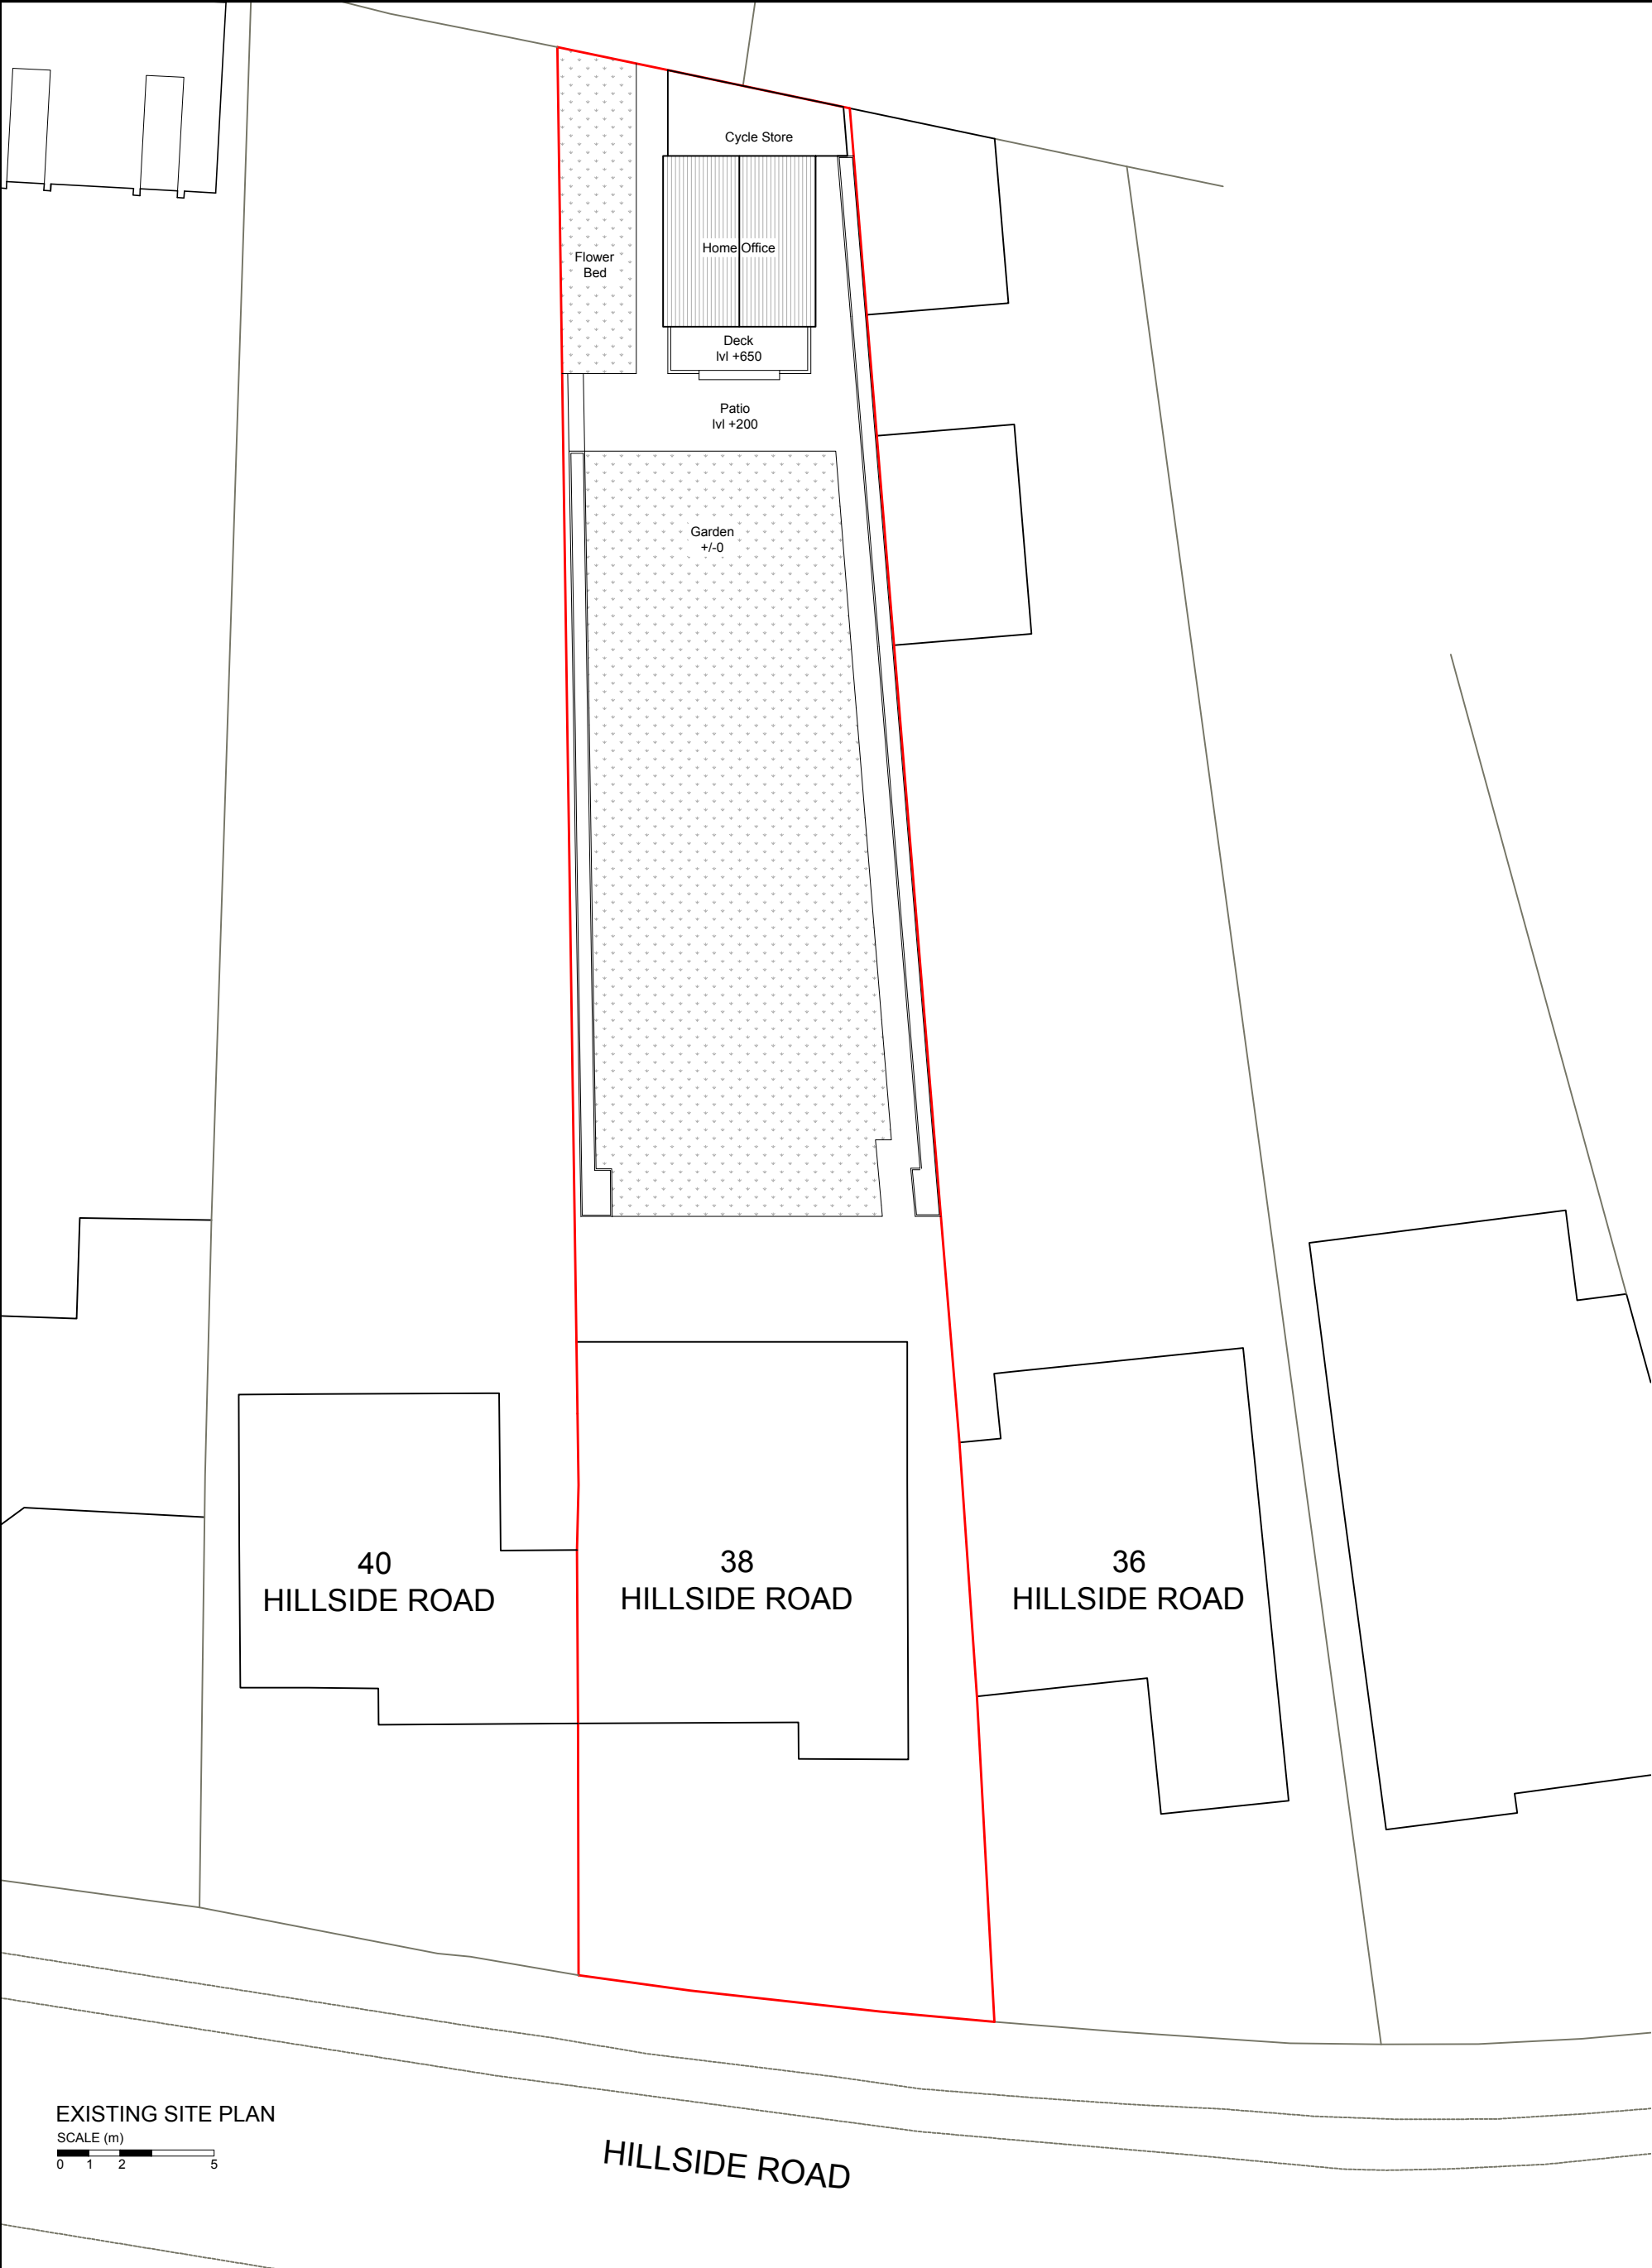 Cycle Store
Home Office
Flower
Bed
Deck
lvl +650
Patio
lvl +200
Garden
+/-0
40
HILLSIDE ROAD
38
HILLSIDE ROAD
36
HILLSIDE ROAD
EXISTING SITE PLAN
SCALE (m)
0 1 2 5
HILLSIDE ROAD